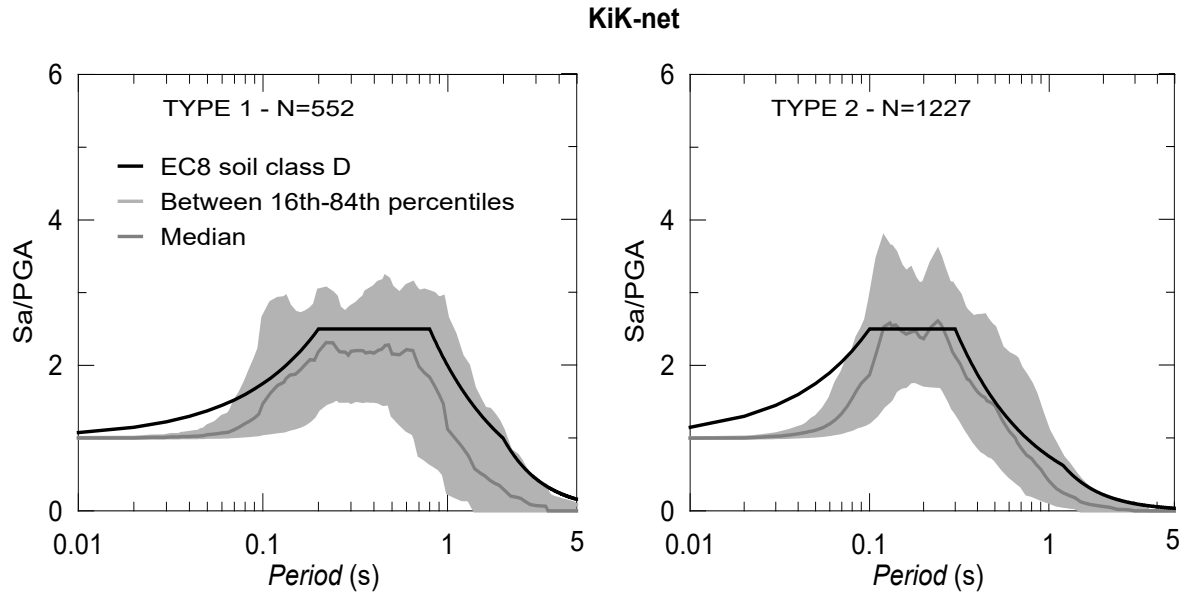 KiK-net
6
4
2
0
Sa/PGA
TYPE 1 - N=552
EC8 soil class D
Between 16th-84th percentiles
Median
0.01 0.1 1 5
Period (s)
6
4
2
0
Sa/PGA
TYPE 2 - N=1227
0.01 0.1 1 5
Period (s)